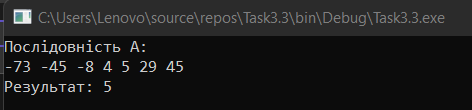 C:\Users\Lenovo\source\repos\Task3.3\bin\Debug\Task3.3.exe
Послідовність A:
-73 -45 -8 4 5 29 45
Результат: 5